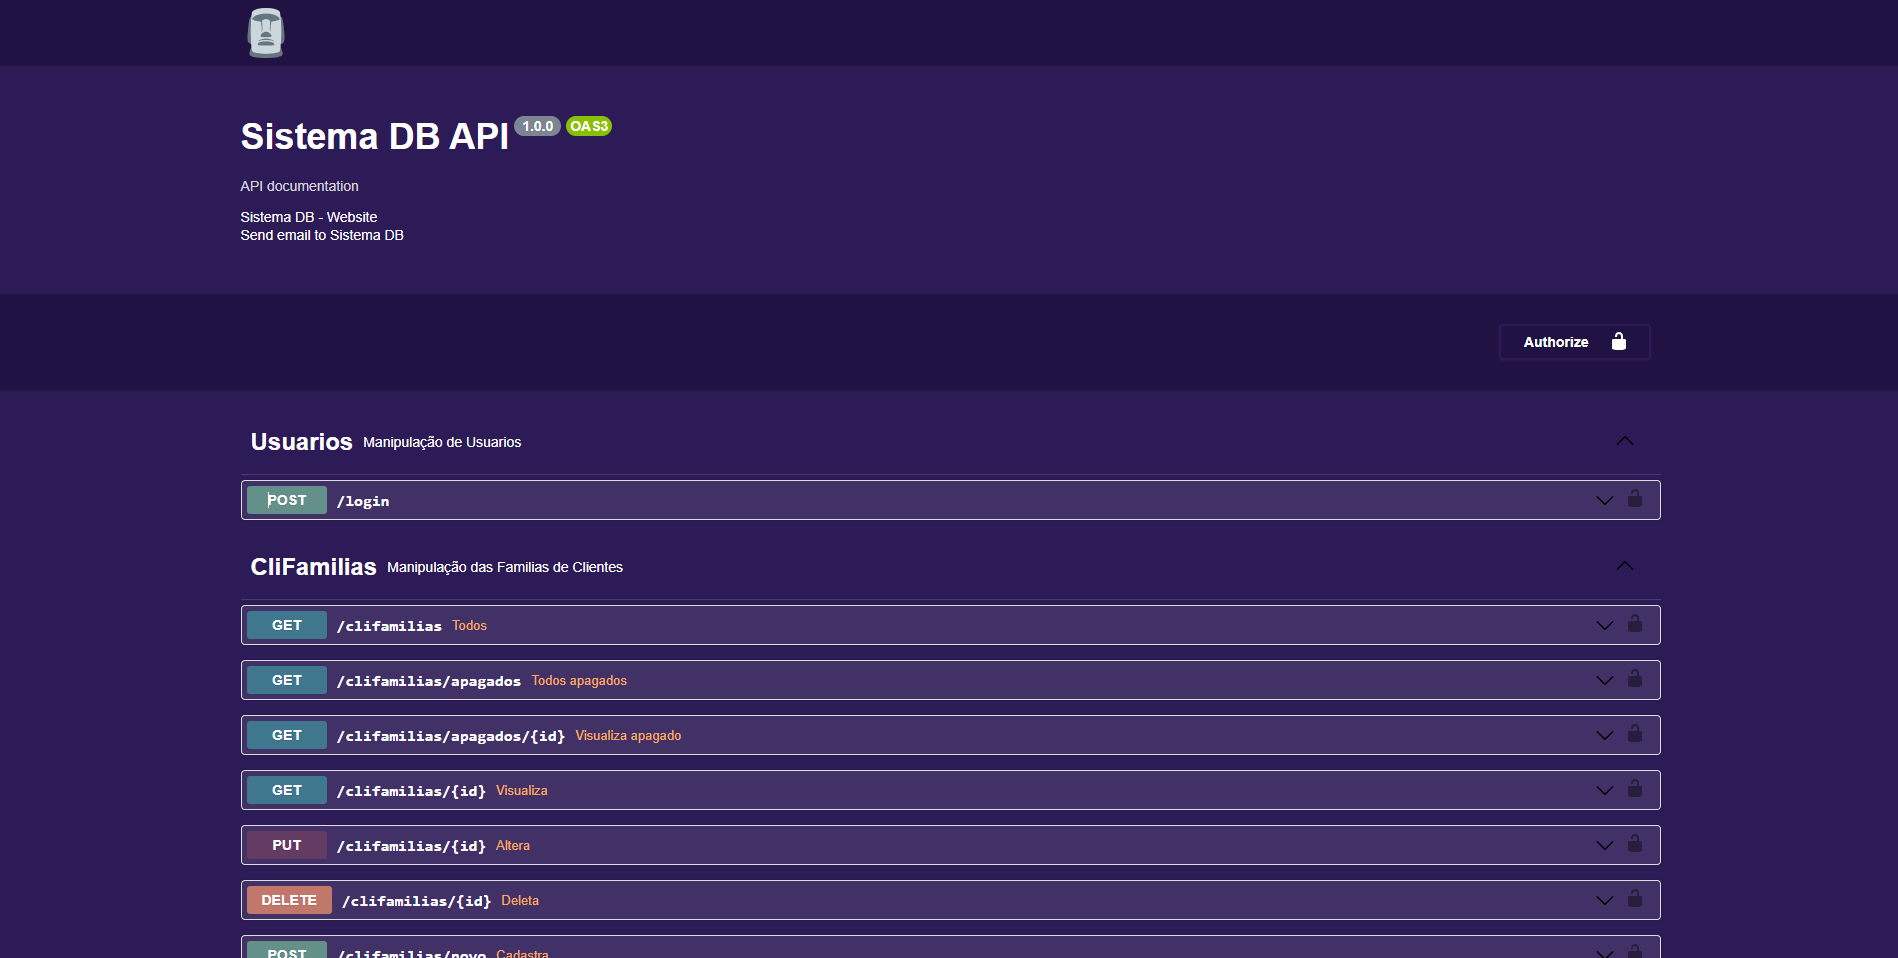 Sistema DB API 1.0.0 OAS3
API documentation
Sistema DB - Website
Send email to Sistema DB
Authorize
Usuarios Manipulação de Usuarios
POST /login
CliFamilias Manipulação das Familias de Clientes
GET /clifamilias Todos
GET /clifamilias/apagados Todos apagados
GET /clifamilias/apagados/{id} Visualiza apagado
GET /clifamilias/{id} Visualiza
PUT /clifamilias/{id} Altera
DELETE /clifamilias/{id} Deleta
POST /clifamilias/novo Cadastra